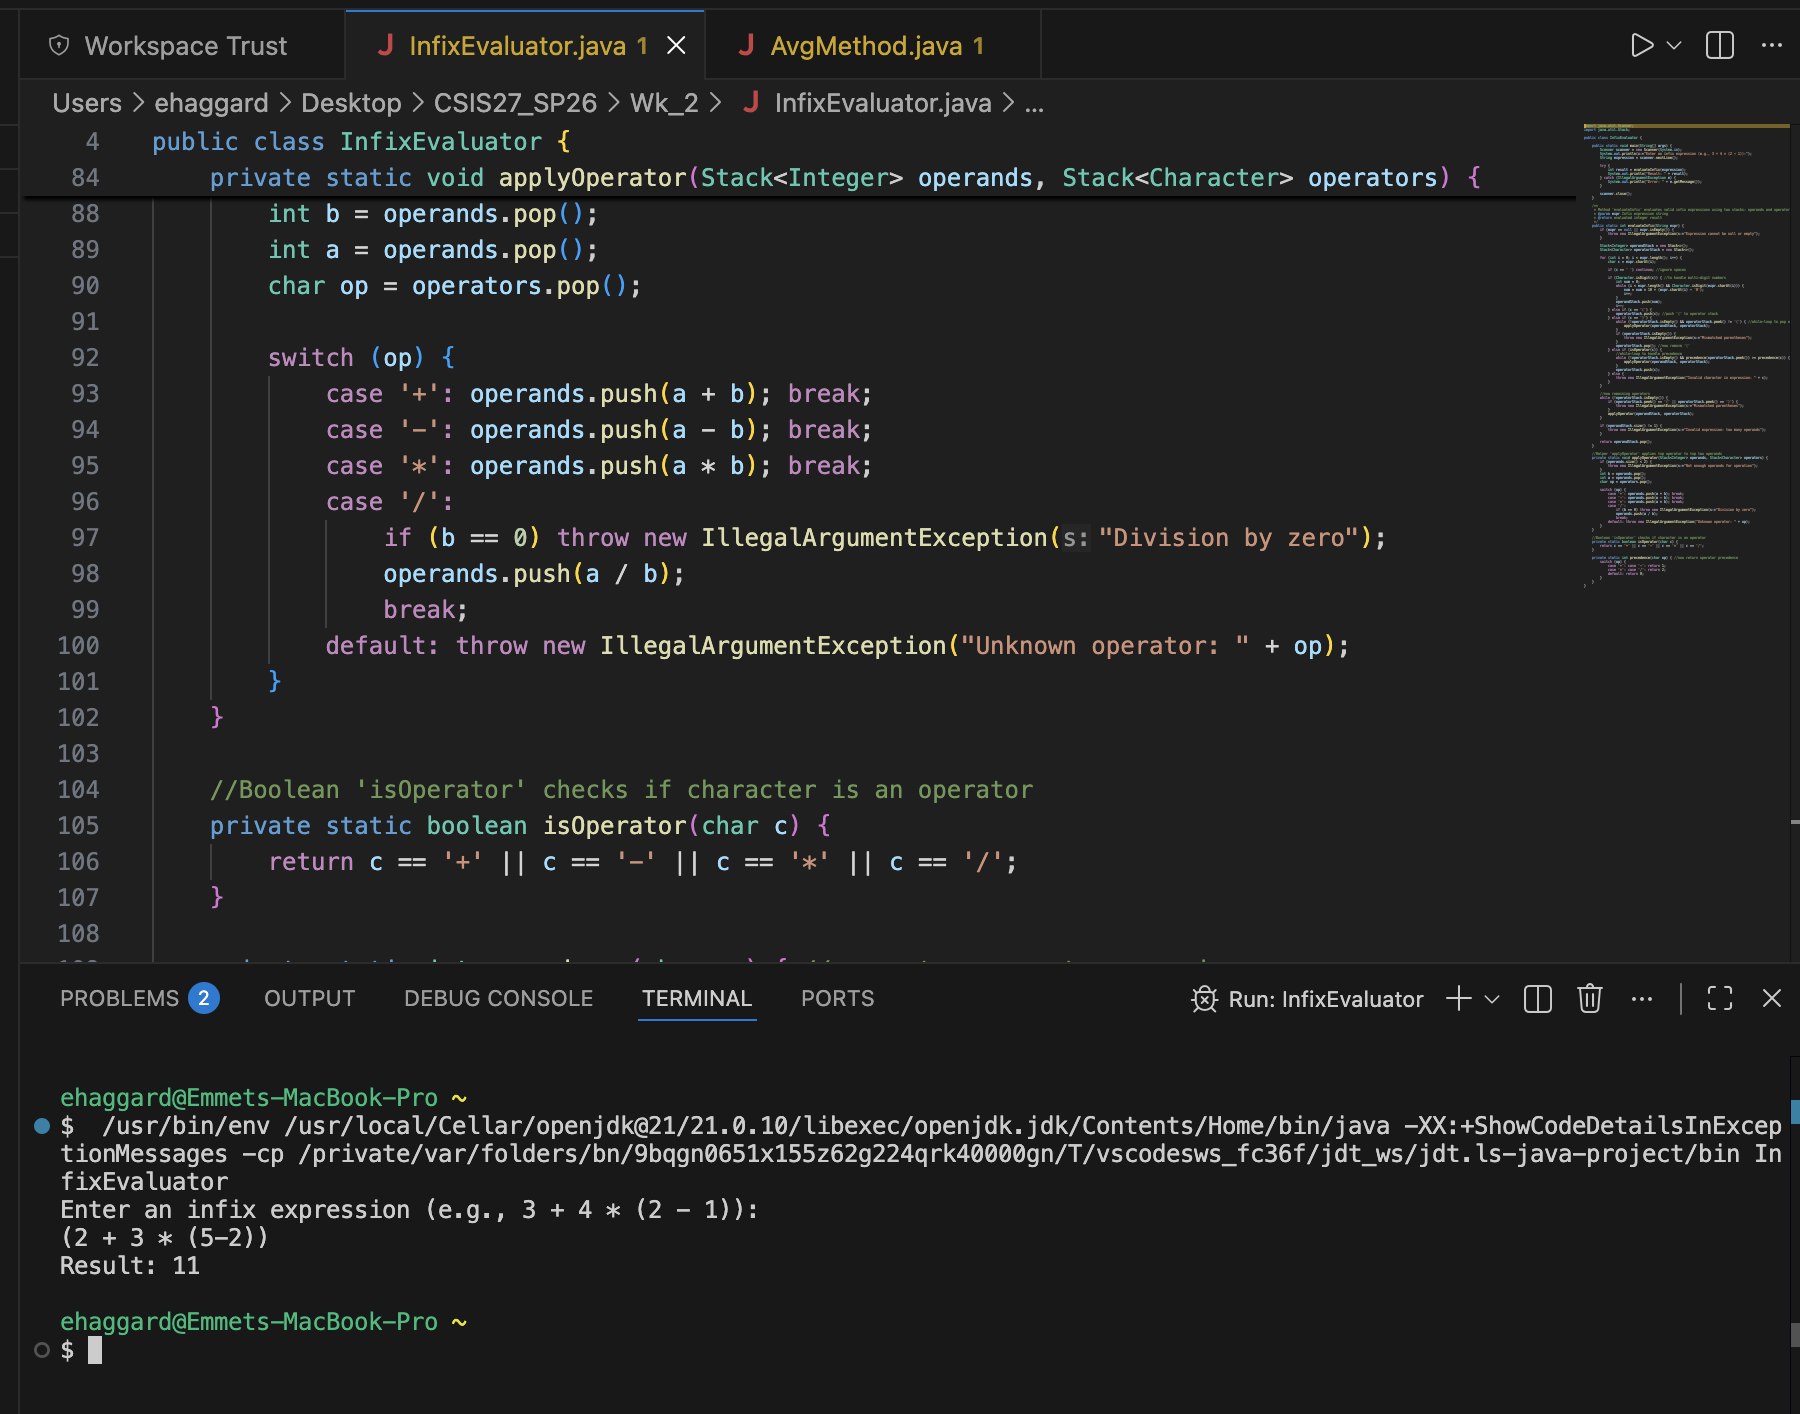 Workspace Trust
InfixEvaluator.java 1
AvgMethod.java 1
Users > ehaggard > Desktop > CSIS27_SP26 > Wk_2 > InfixEvaluator.java > ...
4 public class InfixEvaluator {
84 private static void applyOperator(Stack<Integer> operands, Stack<Character> operators) {
88 int b = operands.pop();
89 int a = operands.pop();
90 char op = operators.pop();
91
92 switch (op) {
93 case '+': operands.push(a + b); break;
94 case '-': operands.push(a - b); break;
95 case '*': operands.push(a * b); break;
96 case '/':
97 if (b == 0) throw new IllegalArgumentException(s: "Division by zero");
98 operands.push(a / b);
99 break;
100 default: throw new IllegalArgumentException("Unknown operator: " + op);
101 }
102 }
103
104 //Boolean 'isOperator' checks if character is an operator
105 private static boolean isOperator(char c) {
106 return c == '+' || c == '-' || c == '*' || c == '/';
107 }
108
PROBLEMS 2 OUTPUT DEBUG CONSOLE TERMINAL PORTS
Run: InfixEvaluator
ehaggard@Emmets-MacBook-Pro ~
$ /usr/bin/env /usr/local/Cellar/openjdk@21/21.0.10/libexec/openjdk.jdk/Contents/Home/bin/java -XX:+ShowCodeDetailsInExcep
tionMessages -cp /private/var/folders/bn/9bqgn0651x155z62g224qrk40000gn/T/vscodesws_fc36f/jdt_ws/jdt.ls-java-project/bin In
fixEvaluator
Enter an infix expression (e.g., 3 + 4 * (2 - 1)):
(2 + 3 * (5-2))
Result: 11
ehaggard@Emmets-MacBook-Pro ~
$